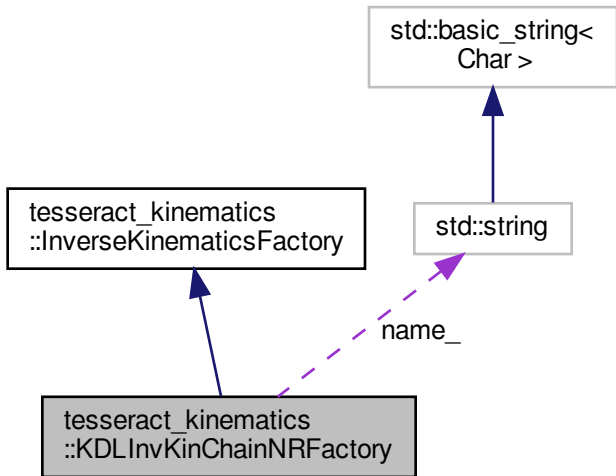 std::basic_string<
Char >
tesseract_kinematics
::InverseKinematicsFactory
std::string
name_
tesseract_kinematics
::KDLInvKinChainNRFactory